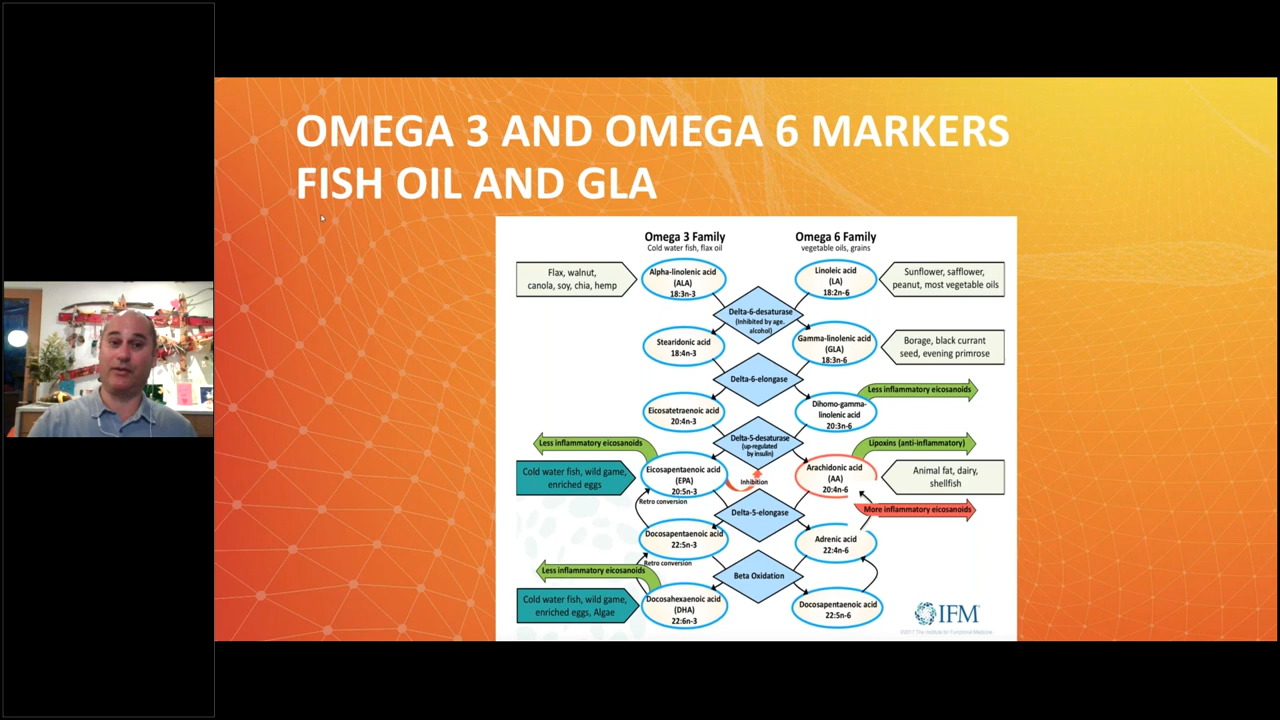 OMEGA 3 AND OMEGA 6 MARKERS
FISH OIL AND GLA
Omega 3 Family
Cold water fish, flax oil
Omega 6 Family
vegetable oils, grains
Flax, walnut,
canola, soy, chia, hemp
Alpha-linolenic acid
(ALA)
18:3n-3
Linoleic acid
(LA)
18:2n-6
Sunflower, safflower,
peanut, most vegetable oils
Delta-6-desaturase
(Inhibited by age,
alcohol)
Stearidonic acid
18:4n-3
Gamma-linolenic acid
(GLA)
18:3n-6
Borage, black currant
seed, evening primrose
Delta-6-elongase
Less inflammatory eicosanoids
Eicosatetraenoic acid
20:4n-3
Dihomo-gamma-
linolenic acid
20:3n-6
Delta-5-desaturase
(up-regulated
by insulin)
Less inflammatory eicosanoids
Lipoxins (anti-inflammatory)
Cold water fish, wild game,
enriched eggs
Eicosapentaenoic acid
(EPA)
20:5n-3
Inhibition
Arachidonic acid
(AA)
20:4n-6
Animal fat, dairy,
shellfish
Retro conversion
Delta-5-elongase
More inflammatory eicosanoids
Docosapentaenoic acid
22:5n-3
Adrenic acid
22:4n-6
Retro conversion
Less inflammatory eicosanoids
Beta Oxidation
Cold water fish, wild game,
enriched eggs, Algae
Docosahexaenoic acid
(DHA)
22:6n-3
Docosapentaenoic acid
22:5n-6
IFM
©2017 The Institute for Functional Medicine